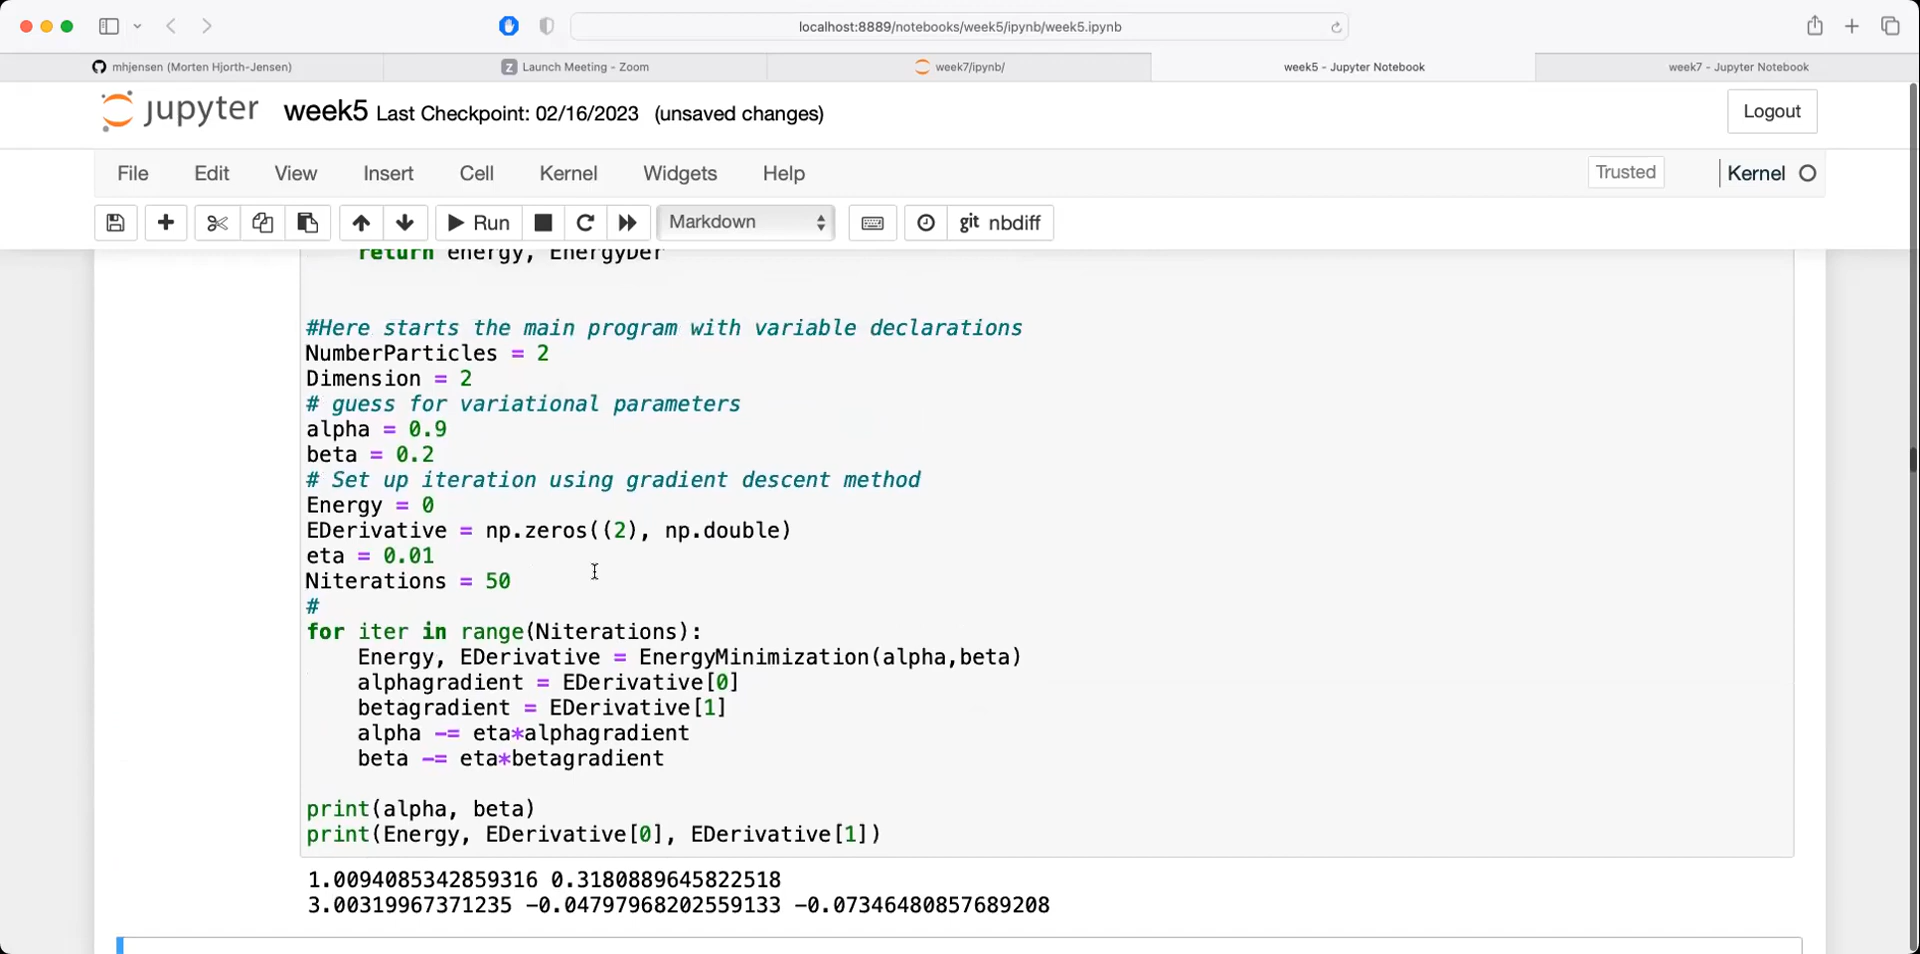 localhost:8889/notebooks/week5/ipynb/week5.ipynb
mhjensen (Morten Hjorth-Jensen)
Z Launch Meeting - Zoom
week7/ipynb/
week5 - Jupyter Notebook
week7 - Jupyter Notebook
jupyter week5 Last Checkpoint: 02/16/2023 (unsaved changes)
Logout
File Edit View Insert Cell Kernel Widgets Help
Trusted
Kernel
Run
Markdown
git nbdiff
return energy, EnergyDer
#Here starts the main program with variable declarations
NumberParticles = 2
Dimension = 2
# guess for variational parameters
alpha = 0.9
beta = 0.2
# Set up iteration using gradient descent method
Energy = 0
EDerivative = np.zeros((2), np.double)
eta = 0.01
Niterations = 50
#
for iter in range(Niterations):
    Energy, EDerivative = EnergyMinimization(alpha,beta)
    alphagradient = EDerivative[0]
    betagradient = EDerivative[1]
    alpha -= eta*alphagradient
    beta -= eta*betagradient
print(alpha, beta)
print(Energy, EDerivative[0], EDerivative[1])
1.0094085342859316 0.3180889645822518
3.00319967371235 -0.04797968202559133 -0.07346480857689208